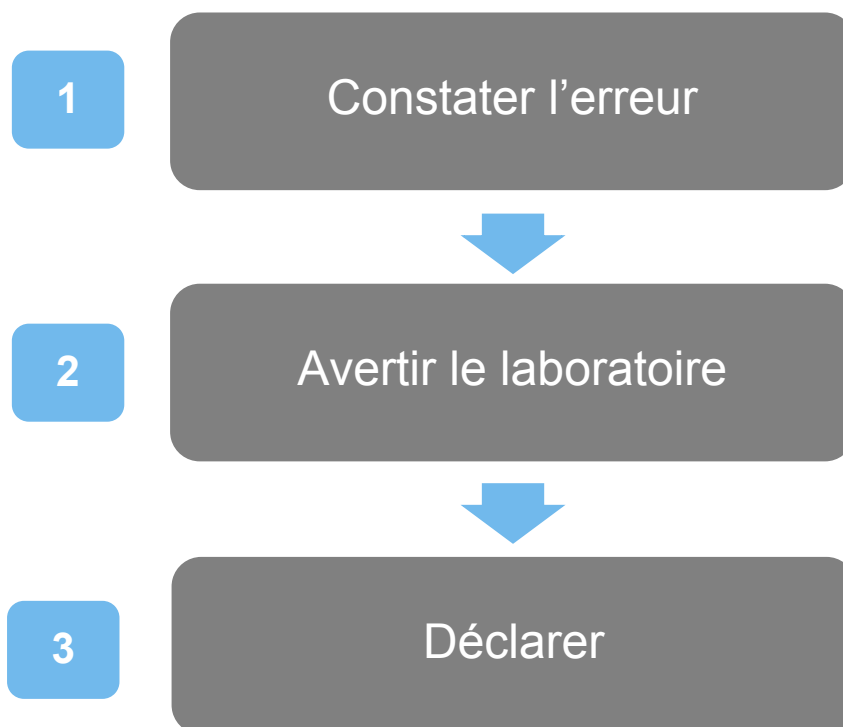 1
Constater l’erreur
2
Avertir le laboratoire
3
Déclarer